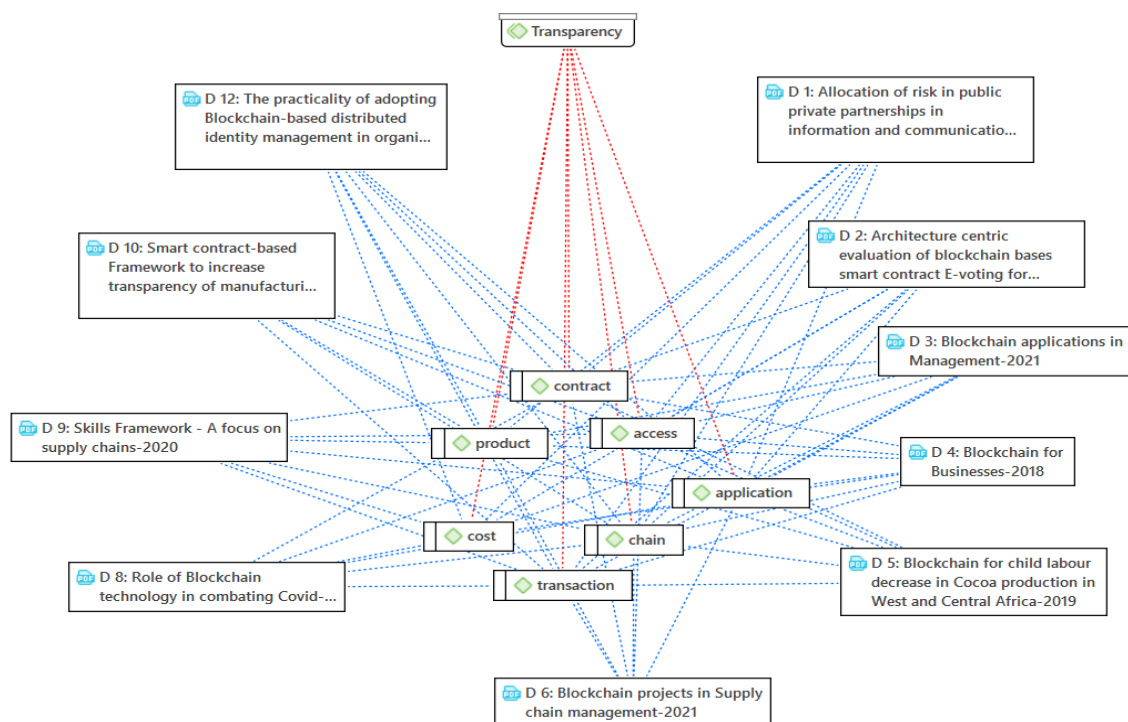 Transparency
D 12: The practicality of adopting
Blockchain-based distributed
identity management in organi...
D 1: Allocation of risk in public
private partnerships in
information and communicatio...
D 10: Smart contract-based
Framework to increase
transparency of manufacturi...
D 2: Architecture centric
evaluation of blockchain bases
smart contract E-voting for...
D 3: Blockchain applications in
Management-2021
contract
D 9: Skills Framework - A focus on
supply chains-2020
product
access
D 4: Blockchain for
Businesses-2018
application
cost
chain
D 8: Role of Blockchain
technology in combating Covid-...
transaction
D 5: Blockchain for child labour
decrease in Cocoa production in
West and Central Africa-2019
D 6: Blockchain projects in Supply
chain management-2021